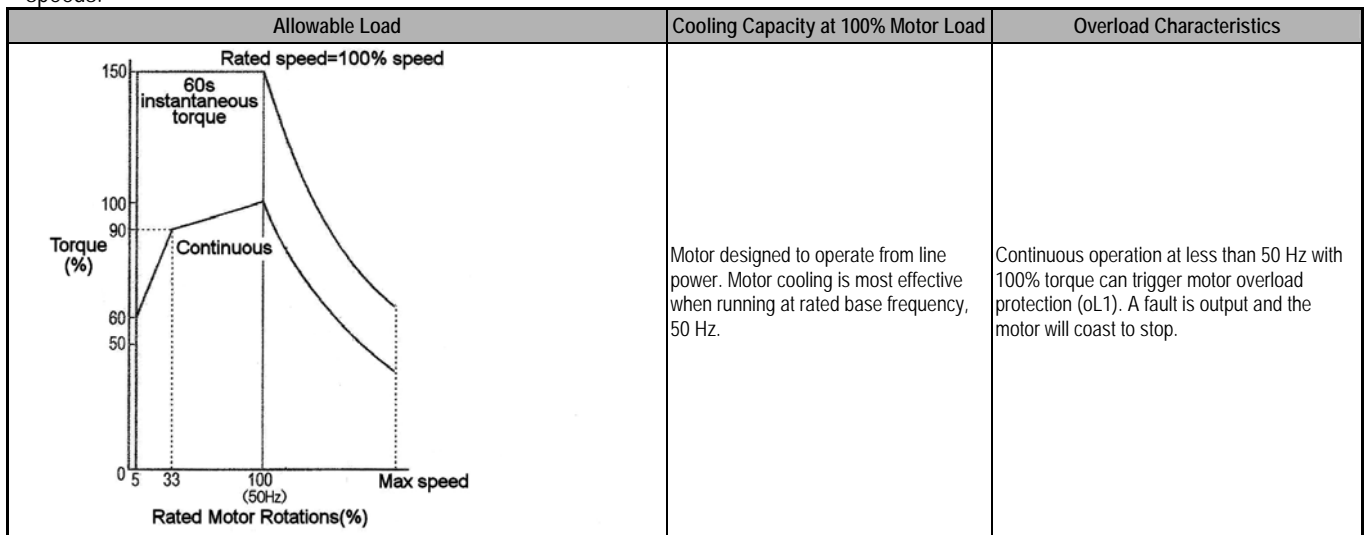 speeds.
Allowable Load
Cooling Capacity at 100% Motor Load
Overload Characteristics
Rated speed=100% speed
150
60s
instantaneous
torque
100
90
Torque
(%)
Continuous
60
50
0
5
33
100
(50Hz)
Max speed
Rated Motor Rotations(%)
Motor designed to operate from line
power. Motor cooling is most effective
when running at rated base frequency,
50 Hz.
Continuous operation at less than 50 Hz with
100% torque can trigger motor overload
protection (oL1). A fault is output and the
motor will coast to stop.